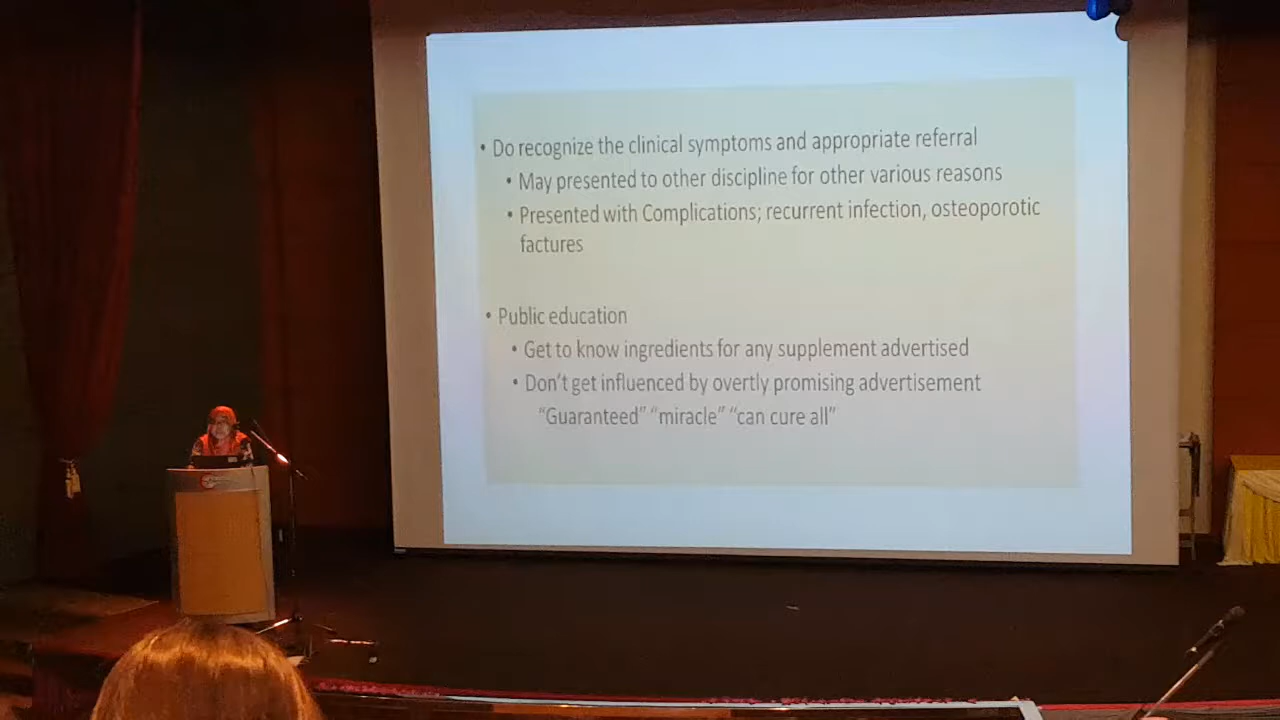 • Do recognize the clinical symptoms and appropriate referral
• May presented to other discipline for other various reasons
• Presented with Complications; recurrent infection, osteoporotic
factures
• Public education
• Get to know ingredients for any supplement advertised
• Don't get influenced by overtly promising advertisement
"Guaranteed" "miracle" "can cure all"